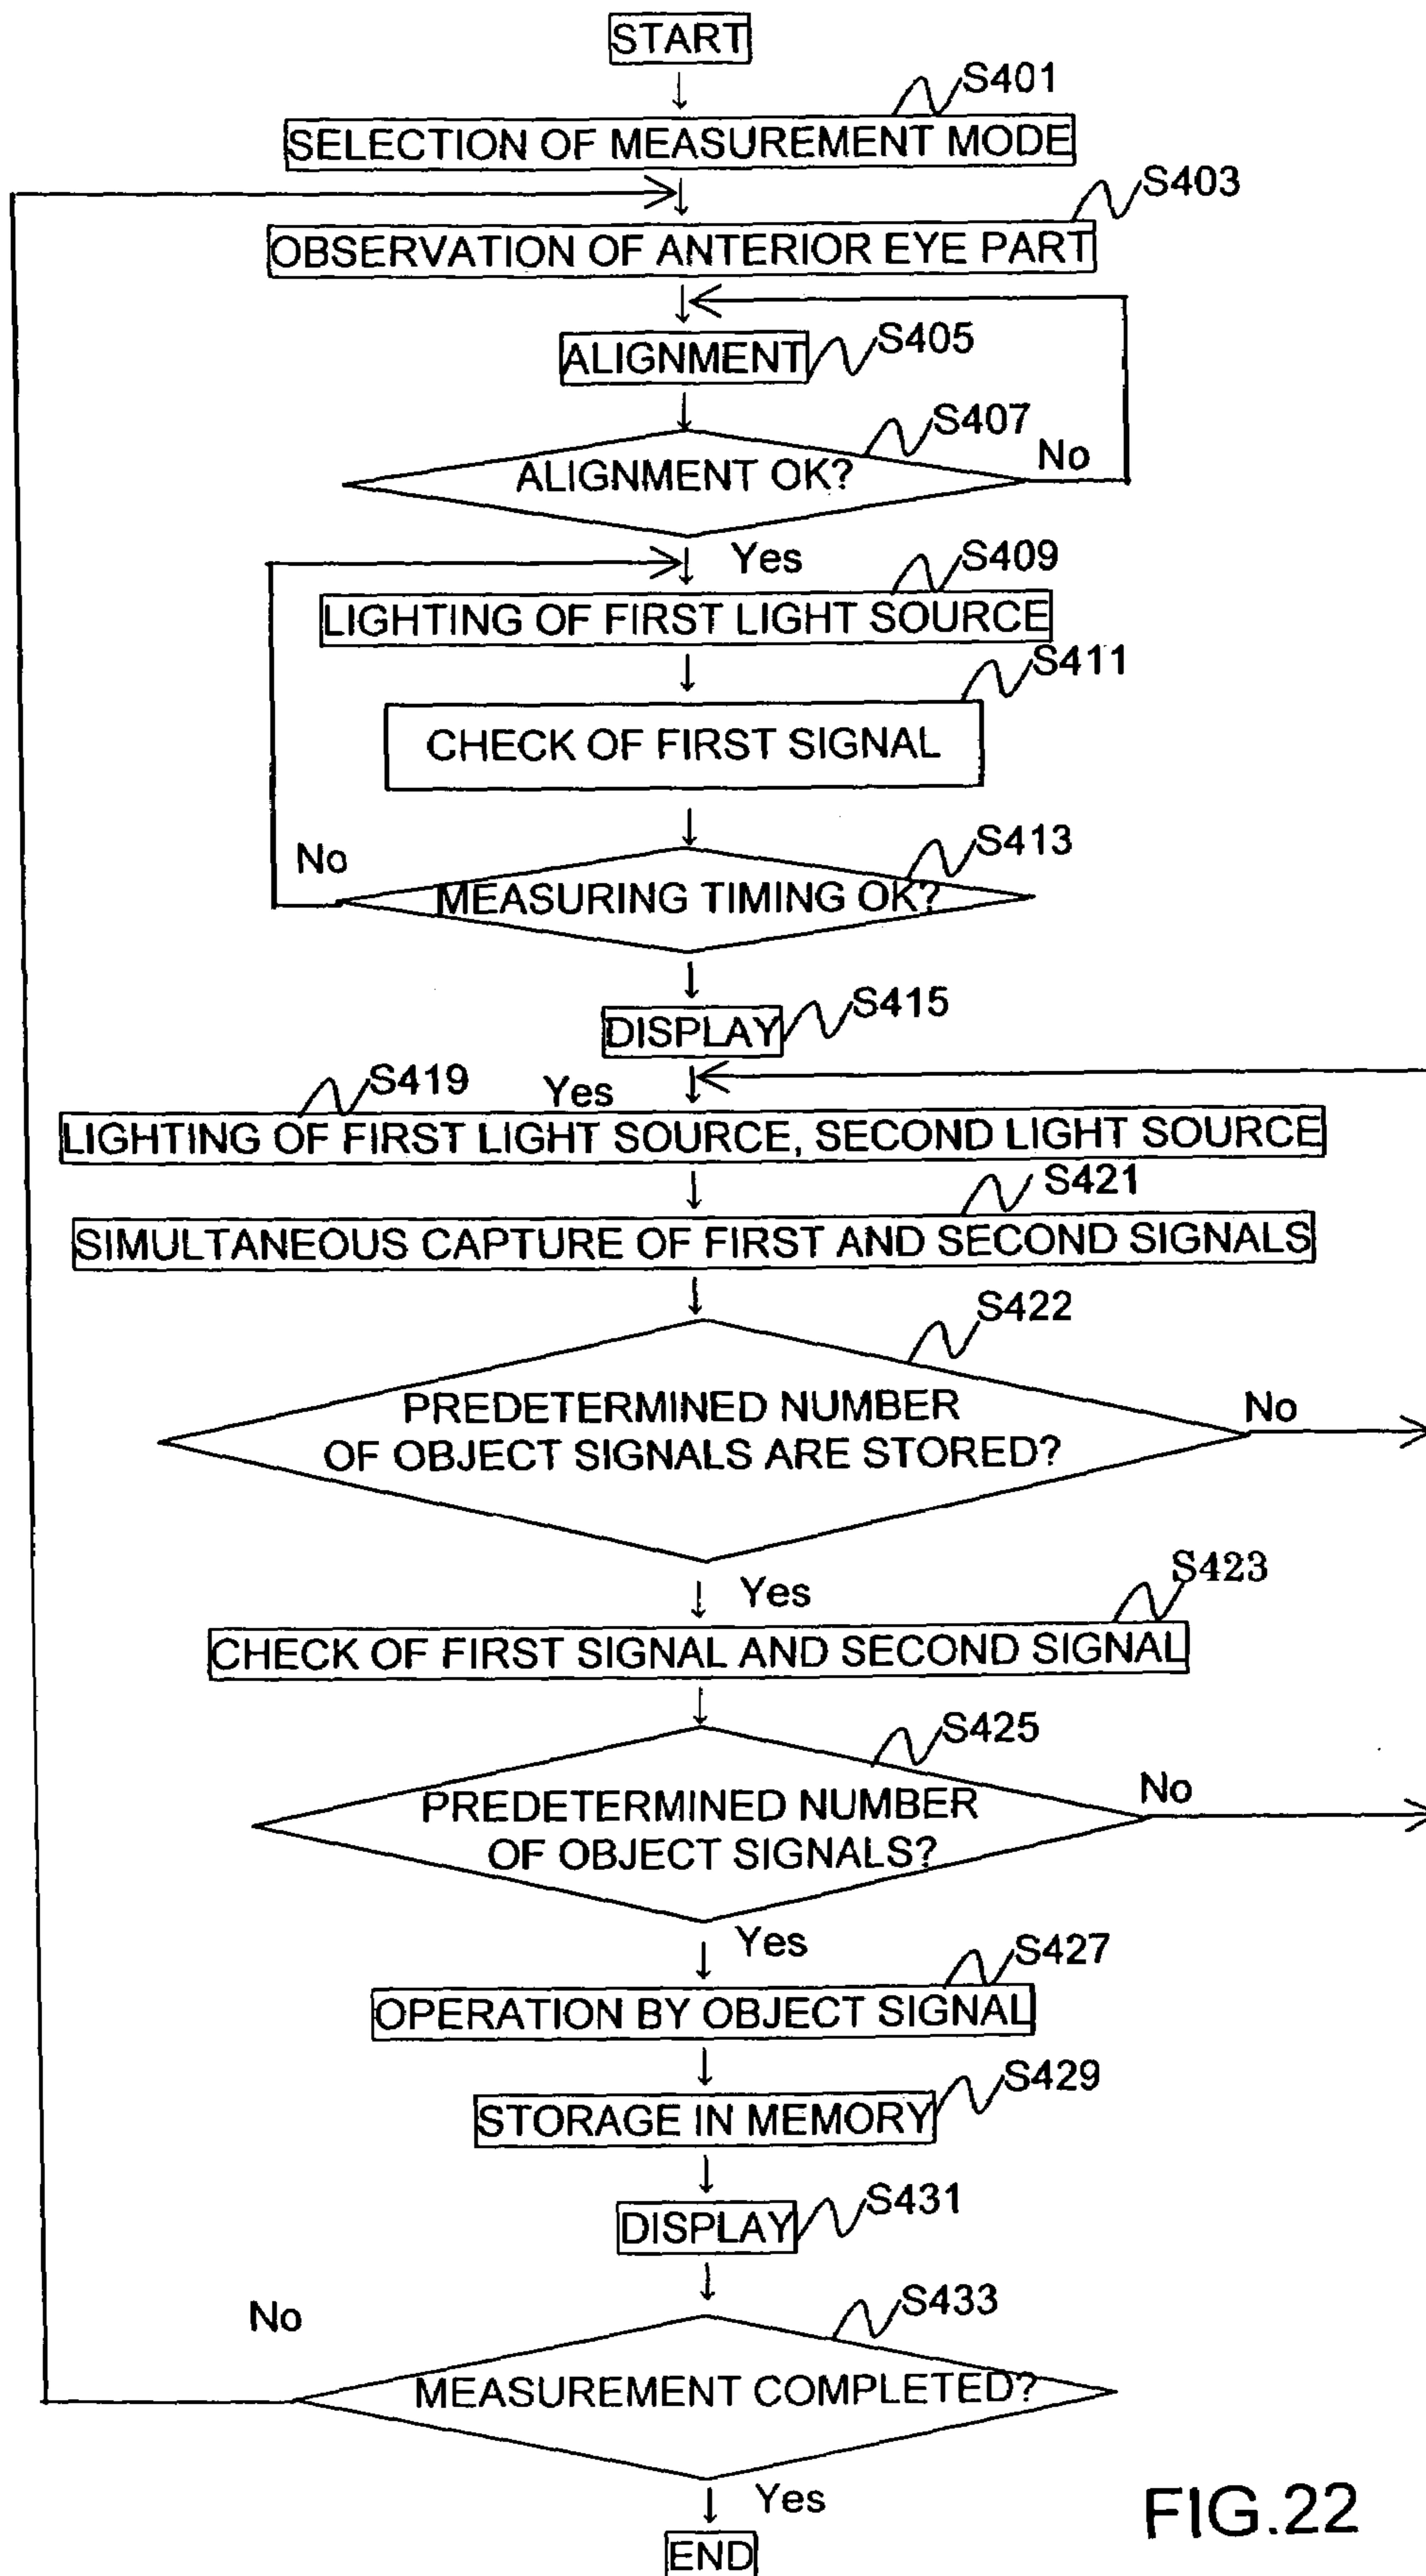 START
S401
SELECTION OF MEASUREMENT MODE
S403
OBSERVATION OF ANTERIOR EYE PART
ALIGNMENT
S405
S407
ALIGNMENT OK?
No
Yes
S409
LIGHTING OF FIRST LIGHT SOURCE
S411
CHECK OF FIRST SIGNAL
S413
No
MEASURING TIMING OK?
DISPLAY
S415
S419
Yes
LIGHTING OF FIRST LIGHT SOURCE, SECOND LIGHT SOURCE
S421
SIMULTANEOUS CAPTURE OF FIRST AND SECOND SIGNALS
S422
PREDETERMINED NUMBER
OF OBJECT SIGNALS ARE STORED?
No
Yes
S423
CHECK OF FIRST SIGNAL AND SECOND SIGNAL
S425
PREDETERMINED NUMBER
OF OBJECT SIGNALS?
No
Yes
S427
OPERATION BY OBJECT SIGNAL
S429
STORAGE IN MEMORY
S431
DISPLAY
S433
No
MEASUREMENT COMPLETED?
Yes
END
FIG.22